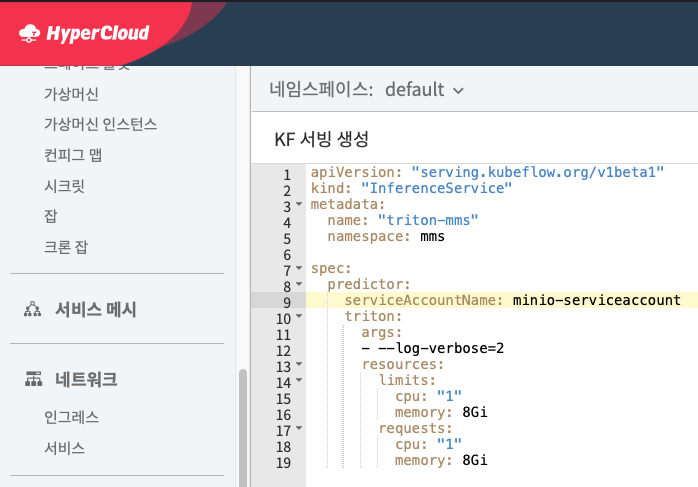 HyperCloud
가상머신
가상머신 인스턴스
컨피그 맵
시크릿
잡
크론 잡
서비스 메시
네트워크
인그레스
서비스
네임스페이스: default
KF 서빙 생성
1 apiVersion: "serving.kubeflow.org/v1beta1"
2 kind: "InferenceService"
3 metadata:
4   name: "triton-mms"
5   namespace: mms
6
7 spec:
8   predictor:
9     serviceAccountName: minio-serviceaccount
10     triton:
11       args:
12       - --log-verbose=2
13       resources:
14         limits:
15           cpu: "1"
16           memory: 8Gi
17         requests:
18           cpu: "1"
19           memory: 8Gi